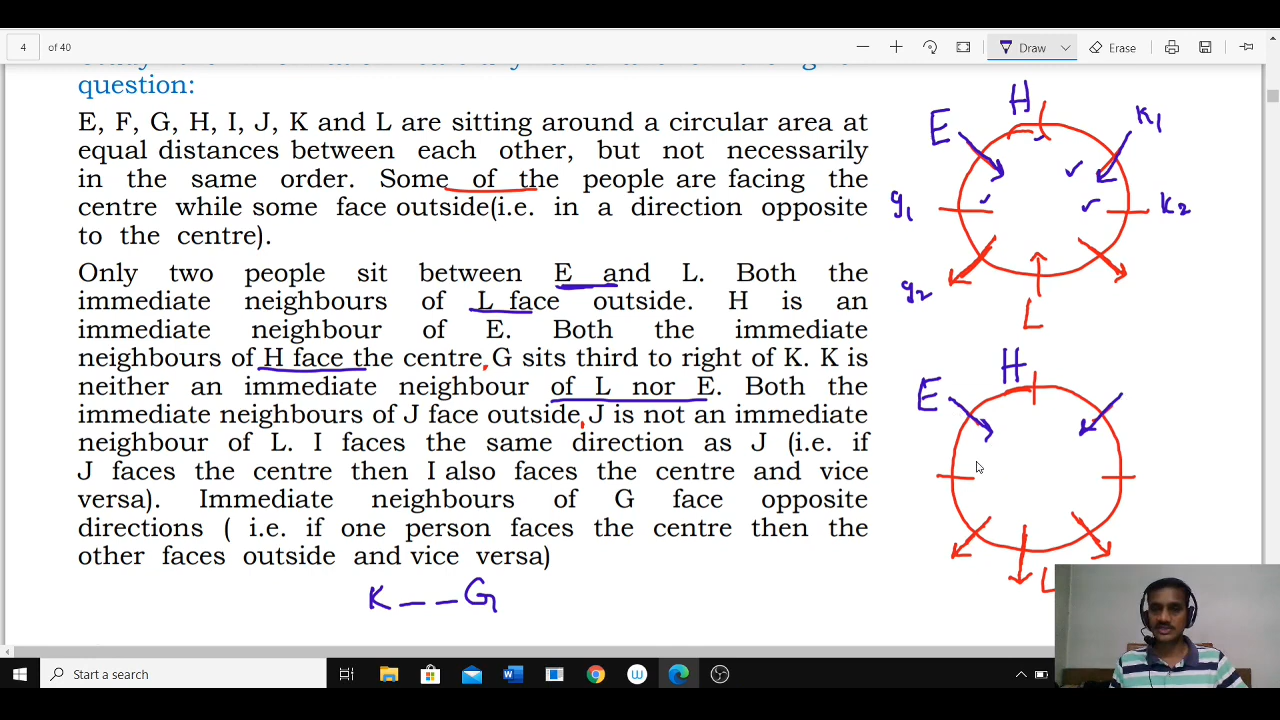 4 of 40
Draw
Erase
question:
E, F, G, H, I, J, K and L are sitting around a circular area at
equal distances between each other, but not necessarily
in the same order. Some of the people are facing the
centre while some face outside(i.e. in a direction opposite
to the centre).
Only two people sit between E and L. Both the
immediate neighbours of L face outside. H is an
immediate neighbour of E. Both the immediate
neighbours of H face the centre, G sits third to right of K. K is
neither an immediate neighbour of L nor E. Both the
immediate neighbours of J face outside, J is not an immediate
neighbour of L. I faces the same direction as J (i.e. if
J faces the centre then I also faces the centre and vice
versa). Immediate neighbours of G face opposite
directions ( i.e. if one person faces the centre then the
other faces outside and vice versa)
K _ _ G
H
E
K1
g1
K2
g2
L
H
E
L
Start a search